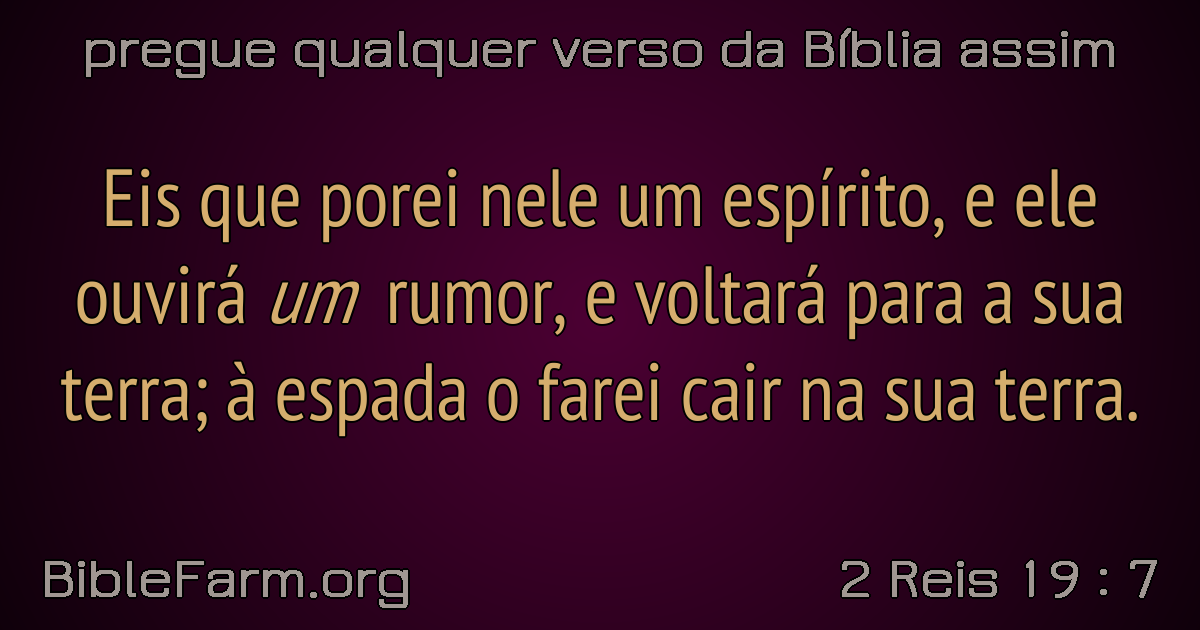 pregue qualquer verso da Bíblia assim
Eis que porei nele um espírito, e ele
ouvirá um rumor, e voltará para a sua
terra; à espada o farei cair na sua terra.
BibleFarm.org
2 Reis 19 : 7